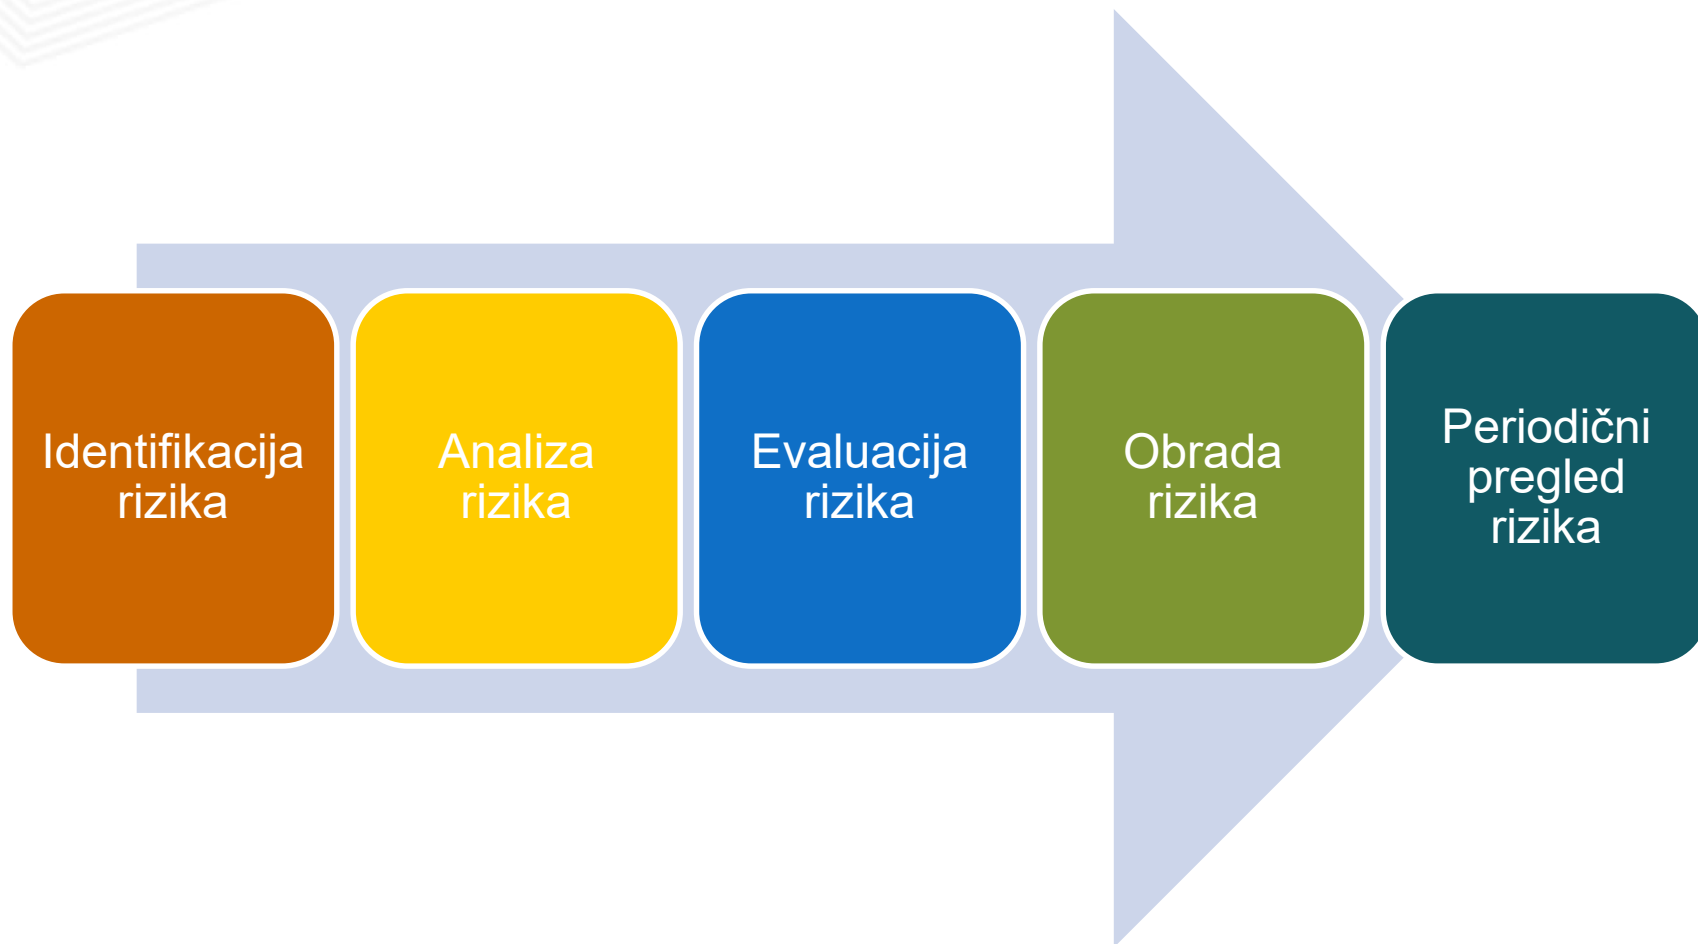 Identifikacija
rizika
Analiza
rizika
Evaluacija
rizika
Obrada
rizika
Periodični
pregled
rizika